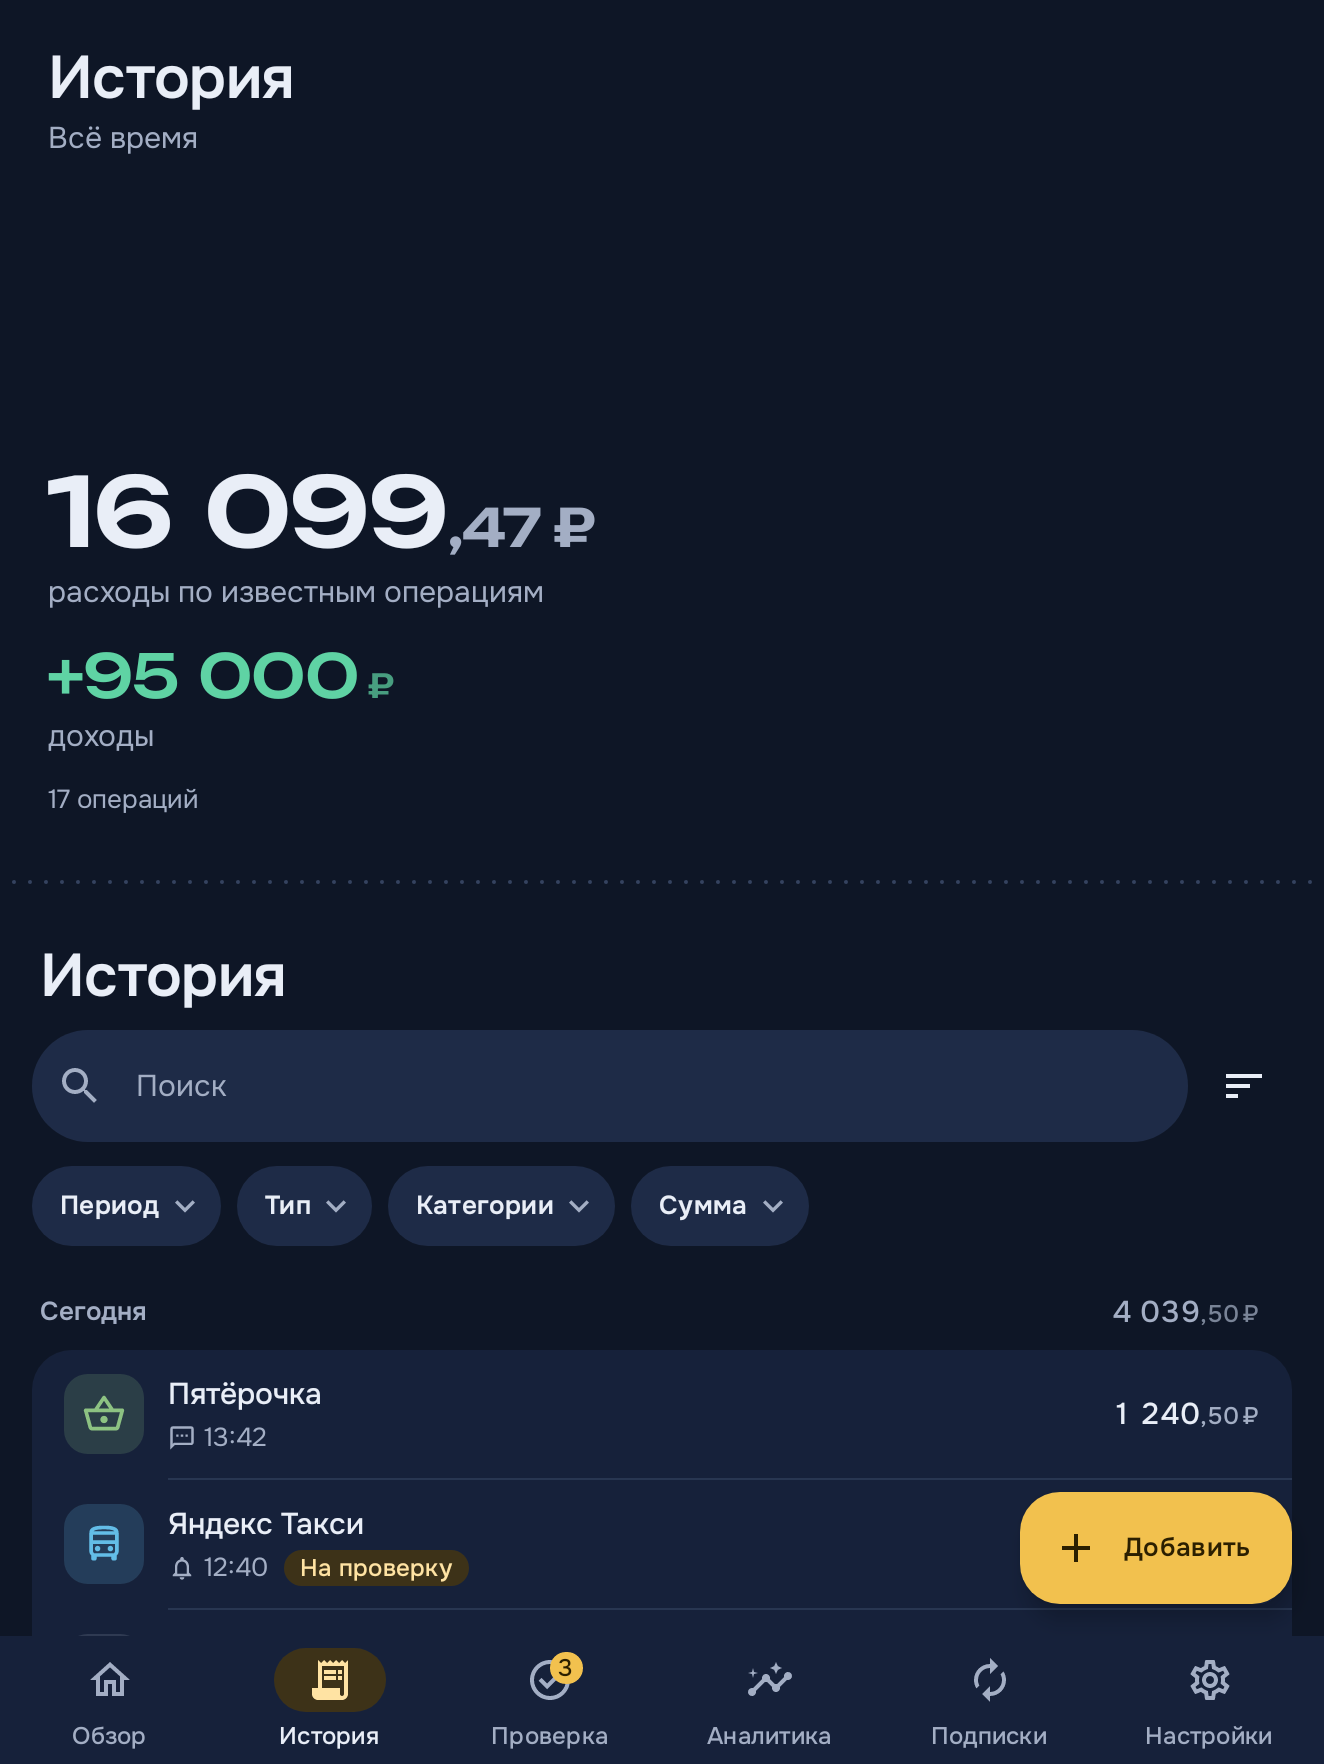 История
Всё время
16 099,47 ₽
расходы по известным операциям
+95 000 ₽
доходы
17 операций
История
Поиск
Период Тип Категории Сумма
Сегодня 4 039,50 ₽
Пятёрочка
1 240,50 ₽
13:42
Яндекс Такси
12:40 На проверку
Добавить
3
Обзор История Проверка Аналитика Подписки Настройки